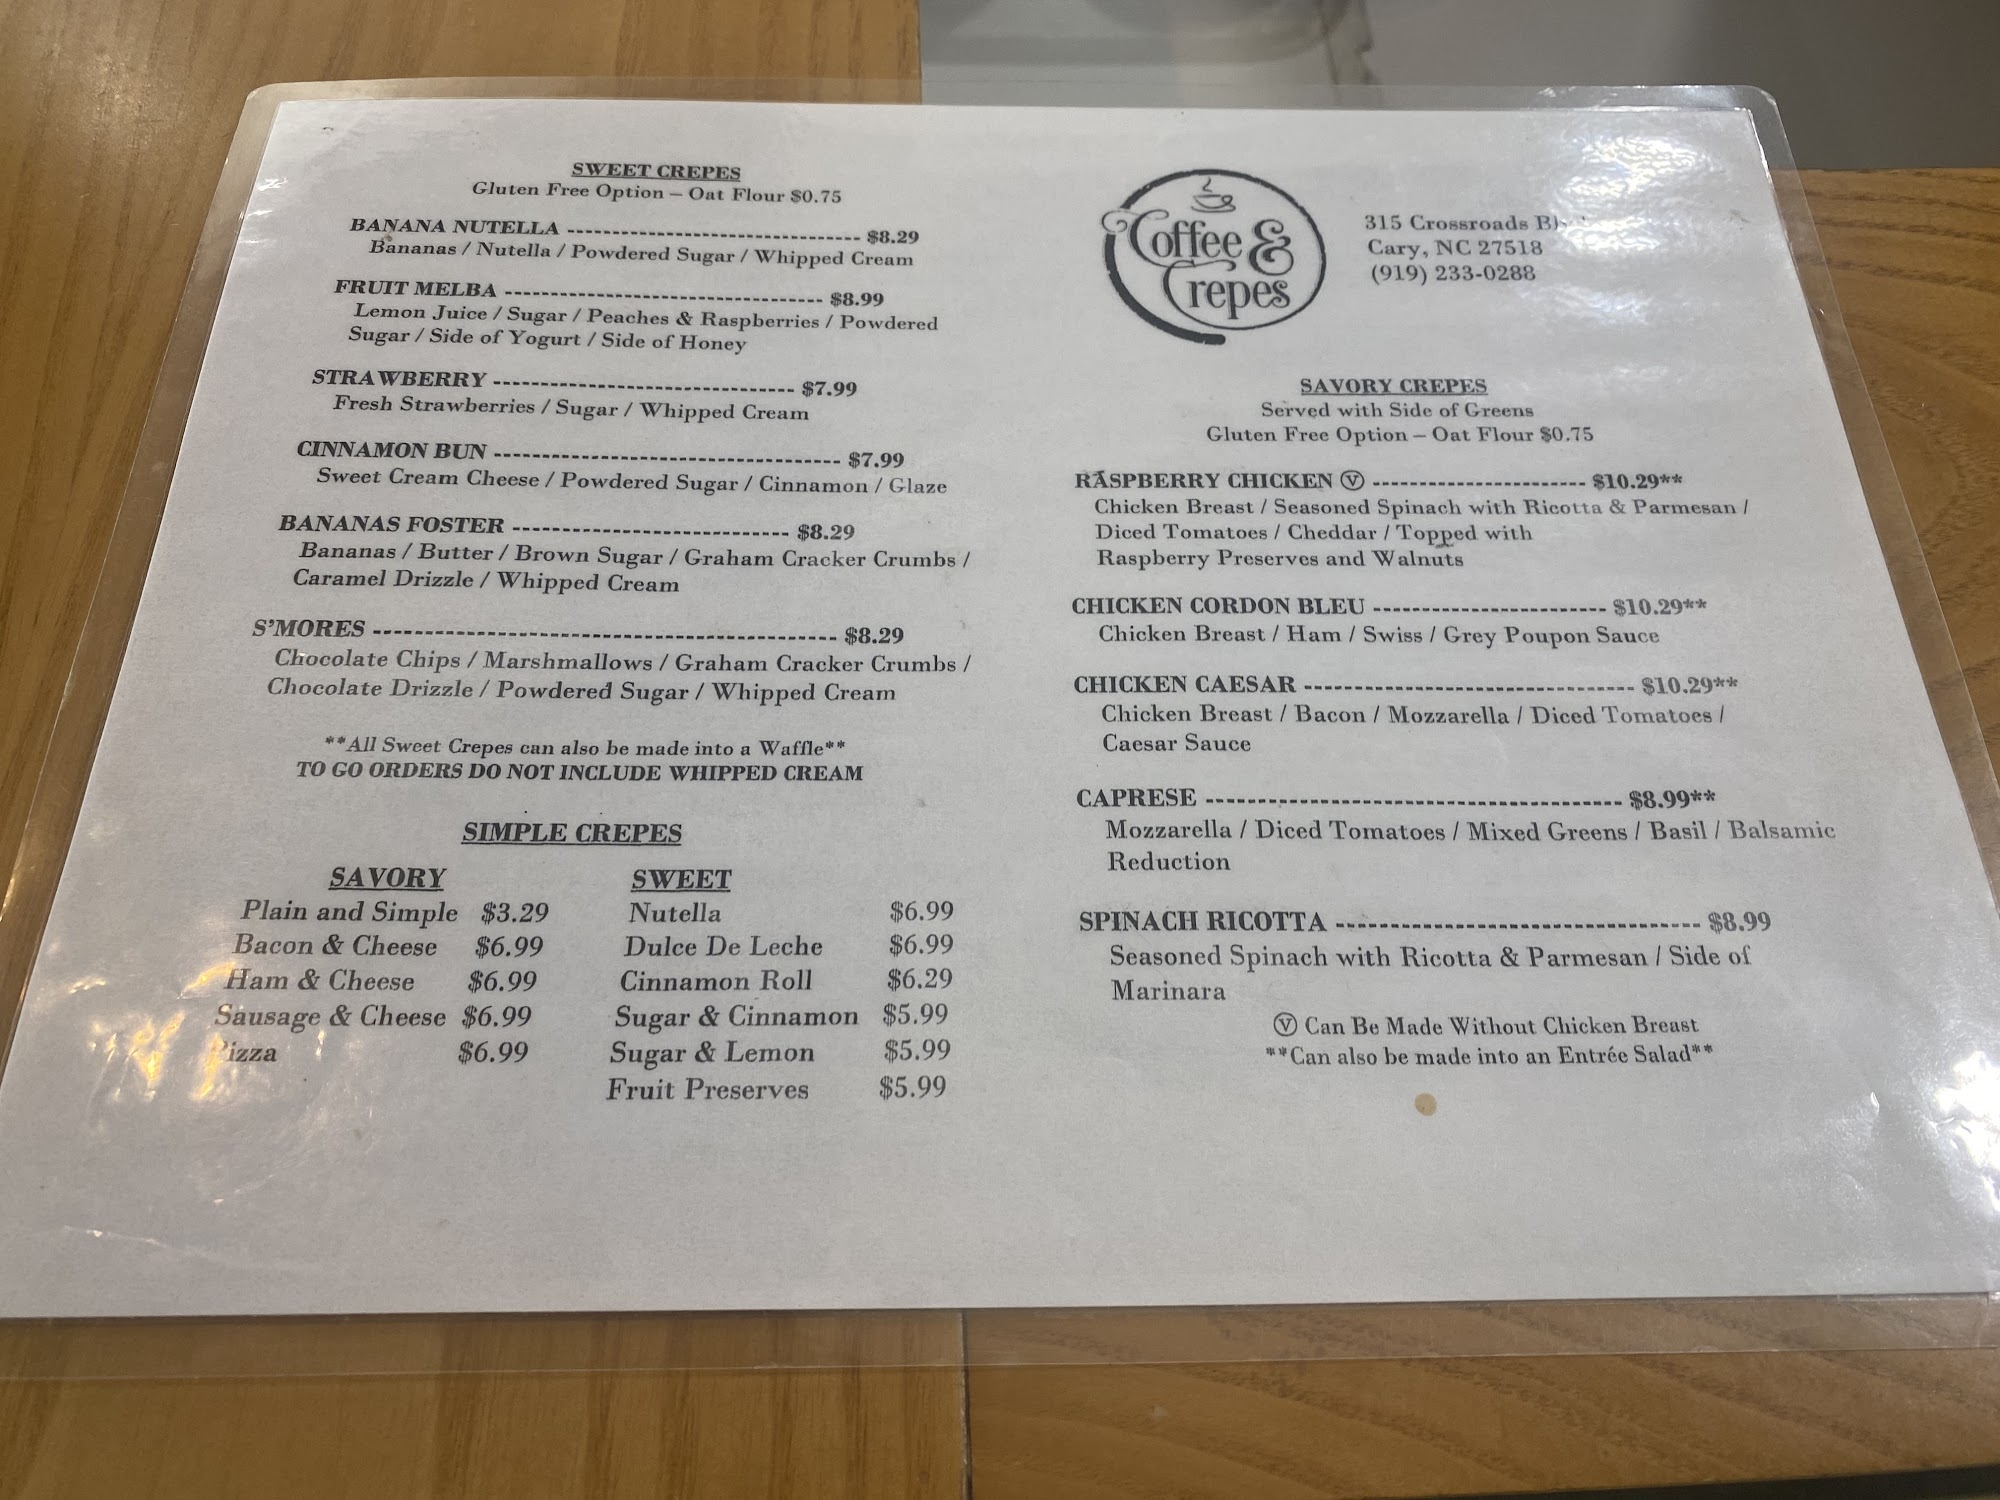 SWEET CREPES
Gluten Free Option – Oat Flour $0.75
BANANA NUTELLA -------------------------------- $8.29
Bananas / Nutella / Powdered Sugar / Whipped Cream
FRUIT MELBA ----------------------------------- $8.99
Lemon Juice / Sugar / Peaches & Raspberries / Powdered
Sugar / Side of Yogurt / Side of Honey
STRAWBERRY -------------------------------- $7.99
Fresh Strawberries / Sugar / Whipped Cream
CINNAMON BUN ------------------------------------ $7.99
Sweet Cream Cheese / Powdered Sugar / Cinnamon / Glaze
BANANAS FOSTER ----------------------------- $8.29
Bananas / Butter / Brown Sugar / Graham Cracker Crumbs /
Caramel Drizzle / Whipped Cream
S'MORES --------------------------------------------- $8.29
Chocolate Chips / Marshmallows / Graham Cracker Crumbs /
Chocolate Drizzle / Powdered Sugar / Whipped Cream
**All Sweet Crepes can also be made into a Waffle**
TO GO ORDERS DO NOT INCLUDE WHIPPED CREAM
SIMPLE CREPES
SAVORY
Plain and Simple $3.29
Bacon & Cheese $6.99
Ham & Cheese $6.99
Sausage & Cheese $6.99
Pizza $6.99
SWEET
Nutella $6.99
Dulce De Leche $6.99
Cinnamon Roll $6.29
Sugar & Cinnamon $5.99
Sugar & Lemon $5.99
Fruit Preserves $5.99
Coffee &
Crepes
315 Crossroads
Cary, NC 27518
(919) 233-0288
SAVORY CREPES
Served with Side of Greens
Gluten Free Option – Oat Flour $0.75
RASPBERRY CHICKEN Ⓥ ----------------------- $10.29**
Chicken Breast / Seasoned Spinach with Ricotta & Parmesan /
Diced Tomatoes / Cheddar / Topped with
Raspberry Preserves and Walnuts
CHICKEN CORDON BLEU ------------------------ $10.29**
Chicken Breast / Ham / Swiss / Grey Poupon Sauce
CHICKEN CAESAR --------------------------------- $10.29**
Chicken Breast / Bacon / Mozzarella / Diced Tomatoes /
Caesar Sauce
CAPRESE ---------------------------------------- $8.99**
Mozzarella / Diced Tomatoes / Mixed Greens / Basil / Balsamic
Reduction
SPINACH RICOTTA ---------------------------------- $8.99
Seasoned Spinach with Ricotta & Parmesan / Side of
Marinara
Ⓥ Can Be Made Without Chicken Breast
**Can also be made into an Entrée Salad**